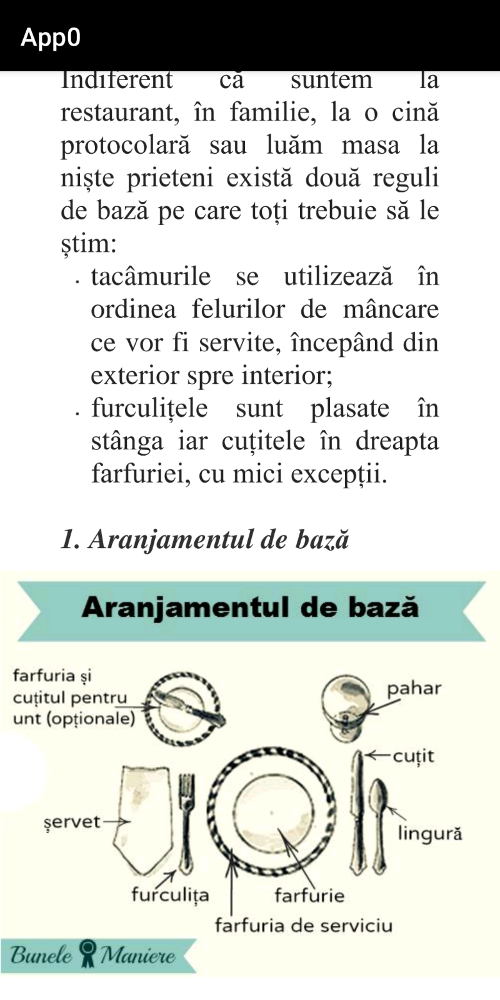 App0
Indiferent că suntem la
restaurant, în familie, la o cină
protocolară sau luăm masa la
niște prieteni există două reguli
de bază pe care toți trebuie să le
știm:
· tacâmurile se utilizează în
ordinea felurilor de mâncare
ce vor fi servite, începând din
exterior spre interior;
· furculițele sunt plasate în
stânga iar cuțitele în dreapta
farfuriei, cu mici excepții.
1. Aranjamentul de bază
Aranjamentul de bază
farfuria și
cuțitul pentru
unt (opționale)
pahar
cuțit
șervet
lingură
furculița
farfurie
farfuria de serviciu
Bunele Maniere